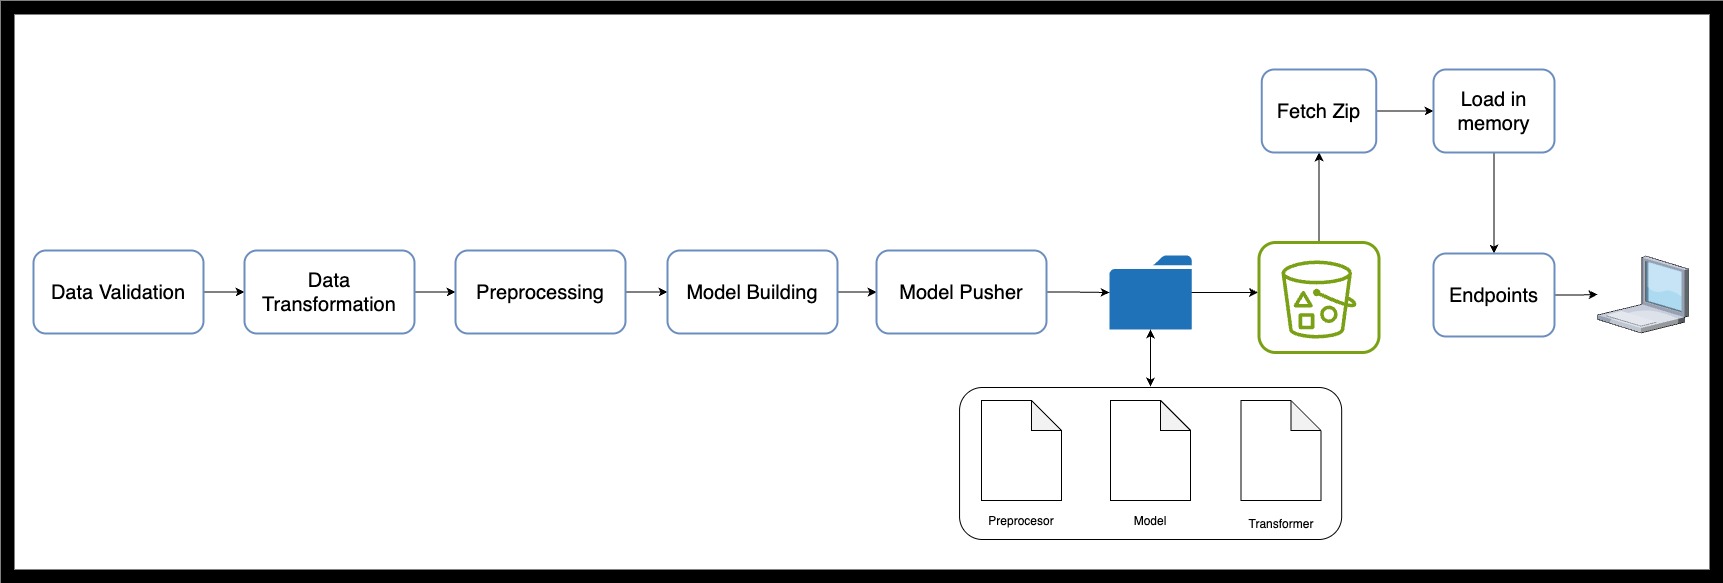 Fetch Zip
Load in
memory
Data Validation
Data
Transformation
Preprocessing
Model Building
Model Pusher
Endpoints
Preprocesor
Model
Transformer